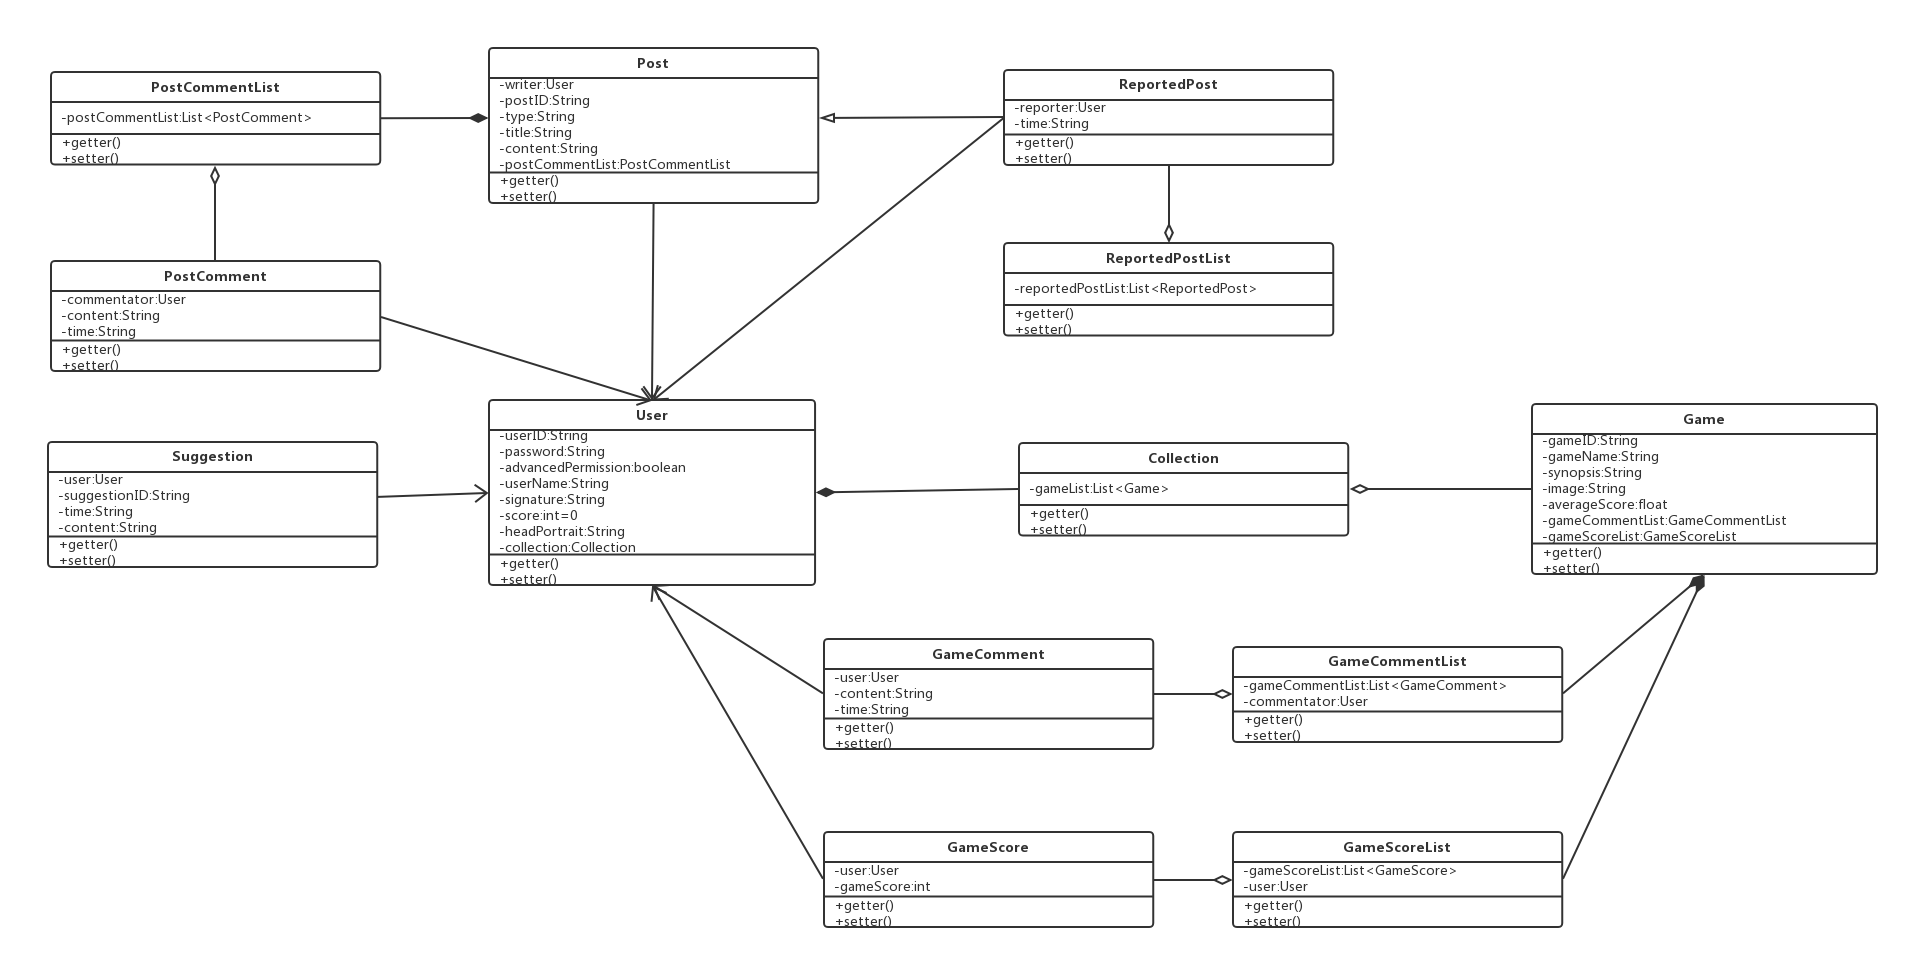 PostCommentList
-postCommentList:List<PostComment>
+getter()
+setter()
Post
-writer:User
-postID:String
-type:String
-title:String
-content:String
-postCommentList:PostCommentList
+getter()
+setter()
ReportedPost
-reporter:User
-time:String
+getter()
+setter()
PostComment
-commentator:User
-content:String
-time:String
+getter()
+setter()
ReportedPostList
-reportedPostList:List<ReportedPost>
+getter()
+setter()
Suggestion
-user:User
-suggestionID:String
-time:String
-content:String
+getter()
+setter()
User
-userID:String
-password:String
-advancedPermission:boolean
-userName:String
-signature:String
-score:int=0
-headPortrait:String
-collection:Collection
+getter()
+setter()
Collection
-gameList:List<Game>
+getter()
+setter()
Game
-gameID:String
-gameName:String
-synopsis:String
-image:String
-averageScore:float
-gameCommentList:GameCommentList
-gameScoreList:GameScoreList
+getter()
+setter()
GameComment
-user:User
-content:String
-time:String
+getter()
+setter()
GameCommentList
-gameCommentList:List<GameComment>
-commentator:User
+getter()
+setter()
GameScore
-user:User
-gameScore:int
+getter()
+setter()
GameScoreList
-gameScoreList:List<GameScore>
-user:User
+getter()
+setter()